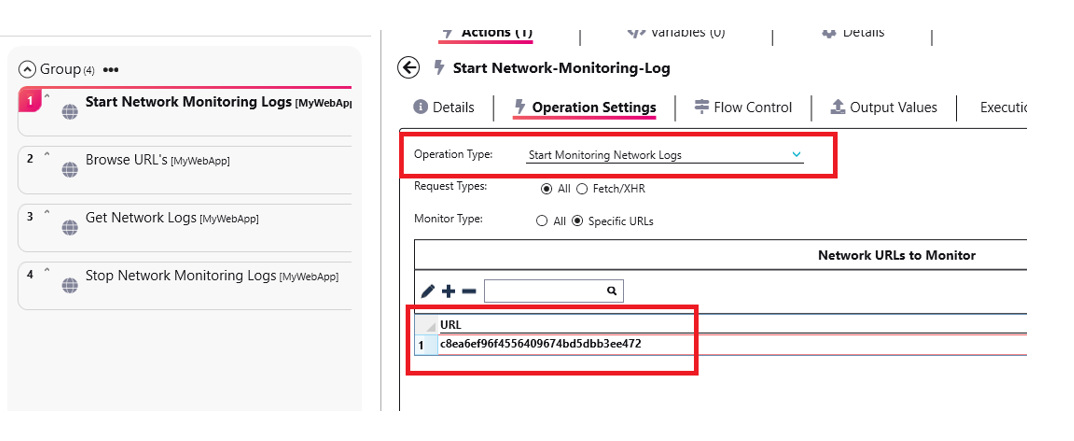 Actions (1)
Variables (0)
Details
Group (4) •••
1 Start Network Monitoring Logs [MyWebApp
2 Browse URL's [MyWebApp]
3 Get Network Logs [MyWebApp]
4 Stop Network Monitoring Logs [MyWebApp]
Start Network-Monitoring-Log
Details
Operation Settings
Flow Control
Output Values
Executio
Operation Type: Start Monitoring Network Logs
Request Types: All Fetch/XHR
Monitor Type: All Specific URLs
Network URLs to Monitor
URL
1 c8ea6ef96f4556409674bd5dbb3ee472